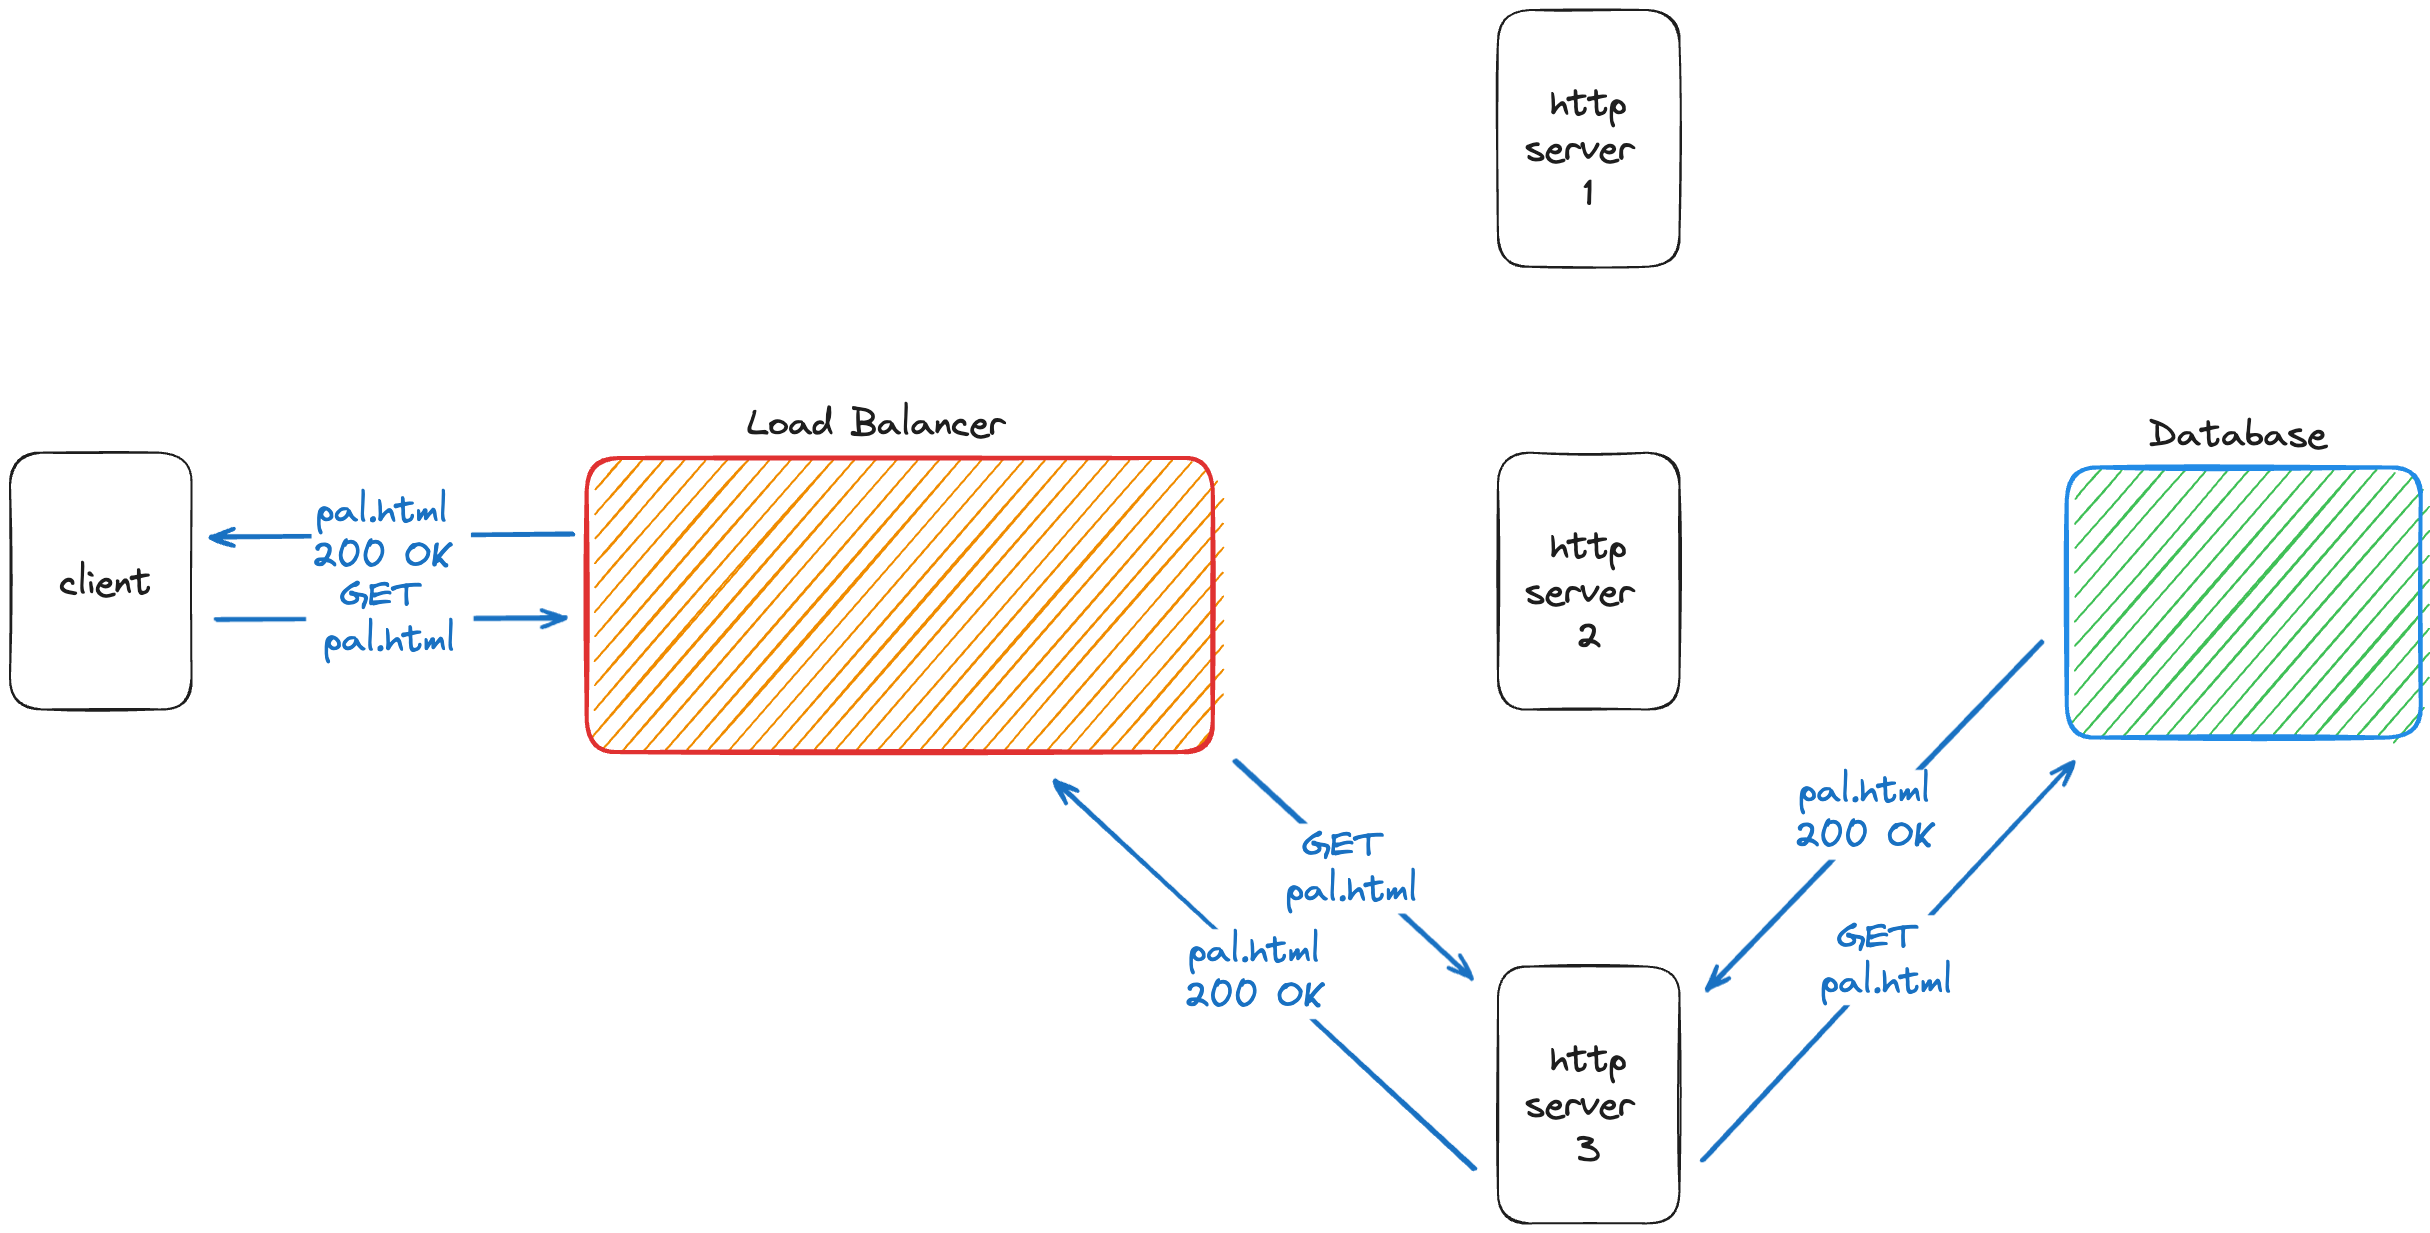 http
server
1
Load Balancer
Database
client
pal.html
200 OK
GET
pal.html
http
server
2
pal.html
200 OK
GET
pal.html
GET
pal.html
pal.html
200 OK
http
server
3